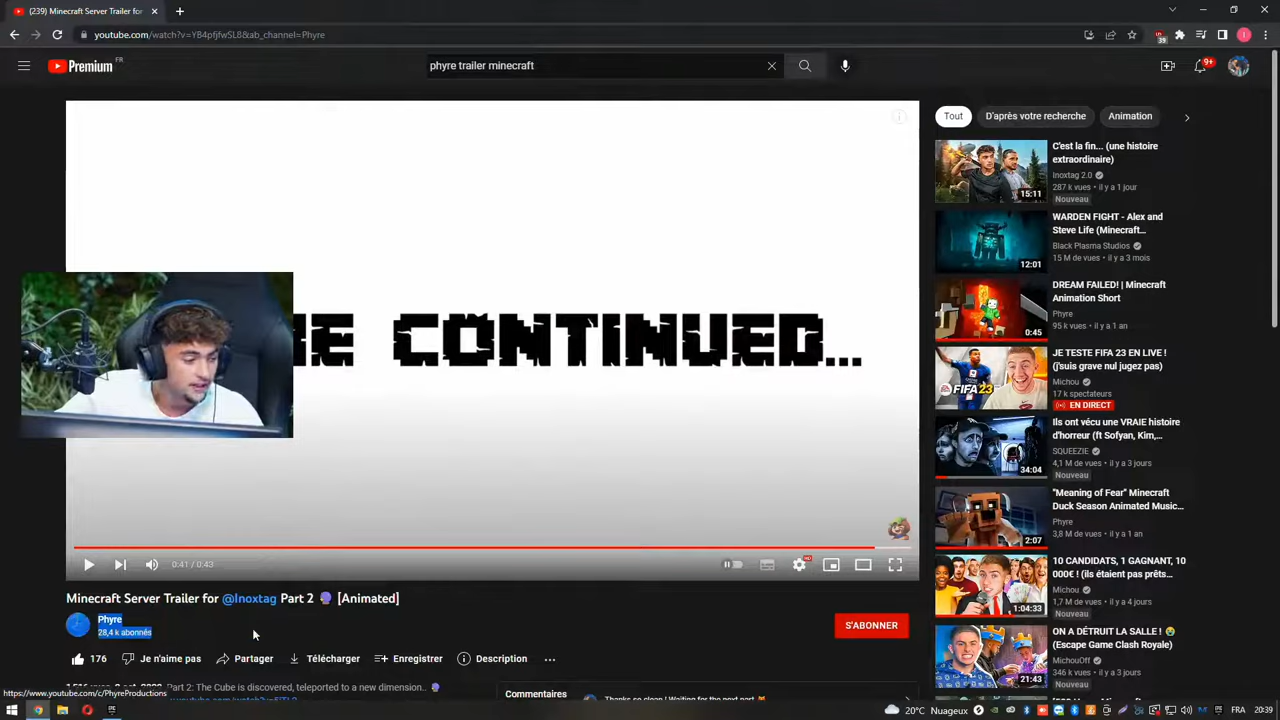 (239) Minecraft Server Trailer for
youtube.com/watch?v=Y84pfjfwSL8&ab_channel=Phyre
39
Premium
FR
phyre trailer minecraft
9+
Tout
D'après votre recherche
Animation
BE CONTINUED...
0:41 / 0:43
HD
C'est la fin... (une histoire
extraordinaire)
Inoxtag 2.0
287 k vues • il y a 1 jour
Nouveau
15:11
WARDEN FIGHT - Alex and
Steve Life (Minecraft...
Black Plasma Studios
15 M de vues • il y a 3 mois
12:01
DREAM FAILED! | Minecraft
Animation Short
Phyre
95 k vues • il y a 1 an
0:45
JE TESTE FIFA 23 EN LIVE !
(j'suis grave nul jugez pas)
Michou
17 k spectateurs
EN DIRECT
FIFA23
Ils ont vécu une VRAIE histoire
d'horreur (ft Sofyan, Kim,...
SQUEEZIE
4,1 M de vues • il y a 3 jours
Nouveau
34:04
"Meaning of Fear" Minecraft
Duck Season Animated Music...
Phyre
3,8 M de vues • il y a 1 an
2:07
10 CANDIDATS, 1 GAGNANT, 10
000€ ! (ils étaient pas prêts...
Michou
1,7 M de vues • il y a 4 jours
Nouveau
1:04:33
ON A DÉTRUIT LA SALLE ! 😂
(Escape Game Clash Royale)
MichouOff
346 k vues • il y a 3 jours
21:43
Minecraft Server Trailer for @Inoxtag Part 2 🔮 [Animated]
Phyre
28,4 k abonnés
S'ABONNER
176
Je n'aime pas
Partager
Télécharger
Enregistrer
Description
Part 2: The Cube is discovered, teleported to a new dimension..
Commentaires
Thanks so clean ! Waiting for the next part
https://www.youtube.com/c/PhyreProductions
20°C Nuageux
FRA
20:39